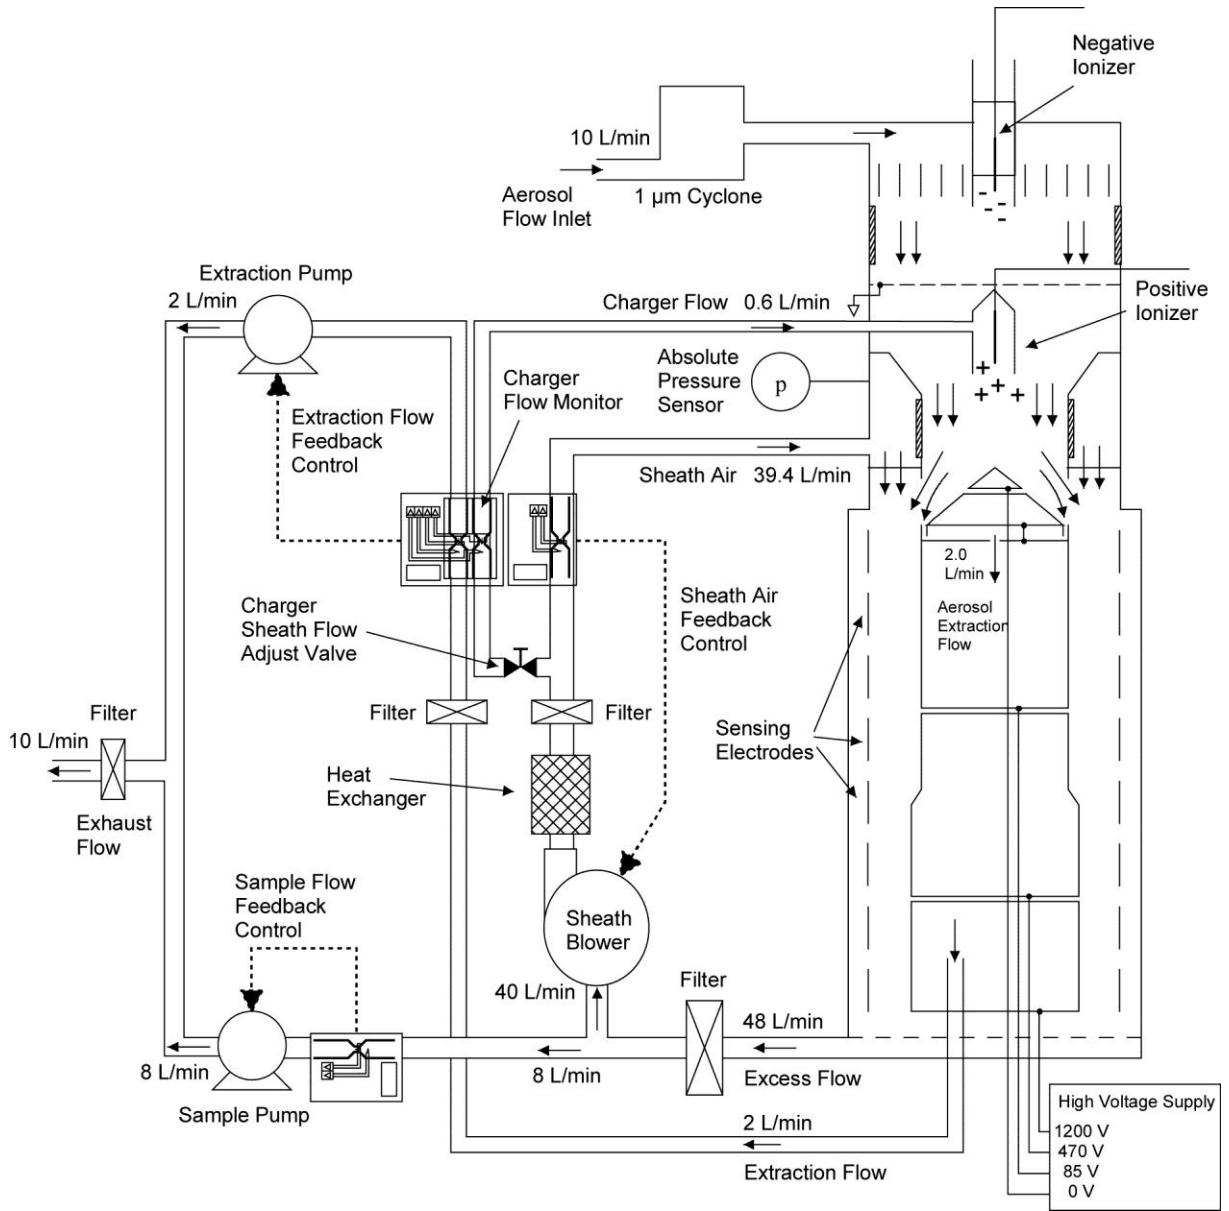 Negative
Ionizer
10 L/min
Aerosol
Flow Inlet
1 µm Cyclone
Extraction Pump
2 L/min
Charger Flow 0.6 L/min
Positive
Ionizer
Absolute
Pressure
Sensor
p
Charger
Flow Monitor
Extraction Flow
Feedback
Control
Sheath Air 39.4 L/min
2.0
L/min
Aerosol
Extraction
Flow
Charger
Sheath Flow
Adjust Valve
Sheath Air
Feedback
Control
Filter
Filter
Filter
10 L/min
Exhaust
Flow
Sensing
Electrodes
Heat
Exchanger
Sample Flow
Feedback
Control
Sheath
Blower
40 L/min
Filter
48 L/min
Excess Flow
8 L/min
8 L/min
Sample Pump
2 L/min
Extraction Flow
High Voltage Supply
1200 V
470 V
85 V
0 V